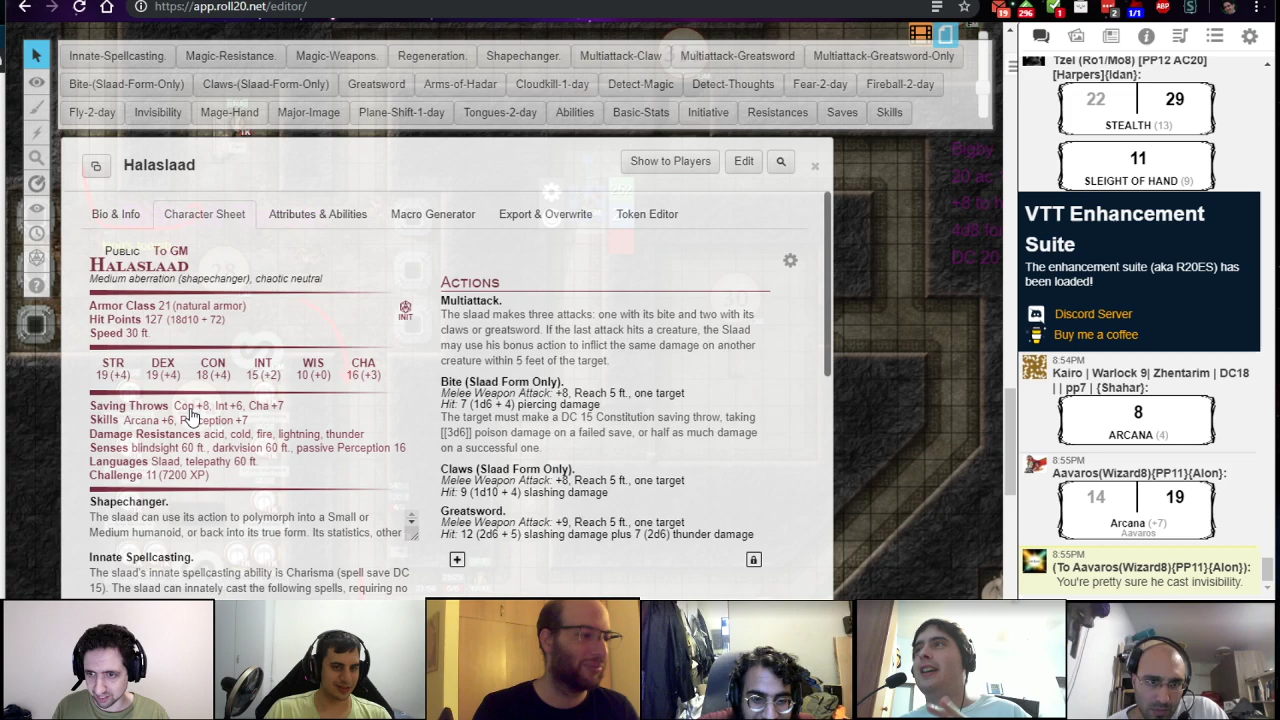 https://app.roll20.net/editor/
19 296 1 2 1/1 ABP S
Innate-Spellcasting. Magic-Resistance. Magic-Weapons. Regeneration. Shapechanger. Multiattack-Claw Multiattack-Greatsword Multiattack-Greatsword-Only
Bite-(Slaad-Form-Only) Claws-(Slaad-Form-Only) Greatsword Arms-of-Hadar Cloudkill-1-day Detect-Magic Detect-Thoughts Fear-2-day Fireball-2-day
Fly-2-day Invisibility Mage-Hand Major-Image Plane-Shift-1-day Tongues-2-day Abilities Basic-Stats Initiative Resistances Saves Skills
Halaslaad
Show to Players Edit
Bio & Info Character Sheet Attributes & Abilities Macro Generator Export & Overwrite Token Editor
PUBLIC To GM
HALASLAAD
Medium aberration (shapechanger), chaotic neutral
Armor Class 21 (natural armor)
Hit Points 127 (18d10 + 72)
Speed 30 ft.
INIT
STR DEX CON INT WIS CHA
19 (+4) 19 (+4) 18 (+4) 15 (+2) 10 (+0) 16 (+3)
Saving Throws Con +8, Int +6, Cha +7
Skills Arcana +6, Perception +7
Damage Resistances acid, cold, fire, lightning, thunder
Senses blindsight 60 ft., darkvision 60 ft., passive Perception 16
Languages Slaad, telepathy 60 ft.
Challenge 11 (7200 XP)
Shapechanger.
The slaad can use its action to polymorph into a Small or
Medium humanoid, or back into its true form. Its statistics, other
Innate Spellcasting.
The slaad's innate spellcasting ability is Charisma (spell save DC
15). The slaad can innately cast the following spells, requiring no
ACTIONS
Multiattack.
The slaad makes three attacks: one with its bite and two with its
claws or greatsword. If the last attack hits a creature, the Slaad
may use his bonus action to inflict the same damage on another
creature within 5 feet of the target.
Bite (Slaad Form Only).
Melee Weapon Attack: +8, Reach 5 ft., one target
Hit: 7 (1d6 + 4) piercing damage
The target must make a DC 15 Constitution saving throw, taking
[[3d6]] poison damage on a failed save, or half as much damage
on a successful one.
Claws (Slaad Form Only).
Melee Weapon Attack: +8, Reach 5 ft., one target
Hit: 9 (1d10 + 4) slashing damage
Greatsword.
Melee Weapon Attack: +9, Reach 5 ft., one target
Hit: 12 (2d6 + 5) slashing damage plus 7 (2d6) thunder damage
Bigby
20 ac
+8 to h
4d8 fo
DC 20
Tzel (Ro1/Mo8) [PP12 AC20]
[Harpers]{Idan}:
22 29
STEALTH (13)
11
SLEIGHT OF HAND (9)
VTT Enhancement
Suite
The enhancement suite (aka R20ES) has
been loaded!
Discord Server
Buy me a coffee
8:54PM
Kairo | Warlock 9| Zhentarim | DC18
| | pp7 | {Shahar}:
8
ARCANA (4)
8:55PM
Aavaros(Wizard8){PP11}{Alon}:
14 19
Arcana (+7)
Aavaros
8:55PM
(To Aavaros(Wizard8){PP11}{Alon}):
You're pretty sure he cast invisibility.